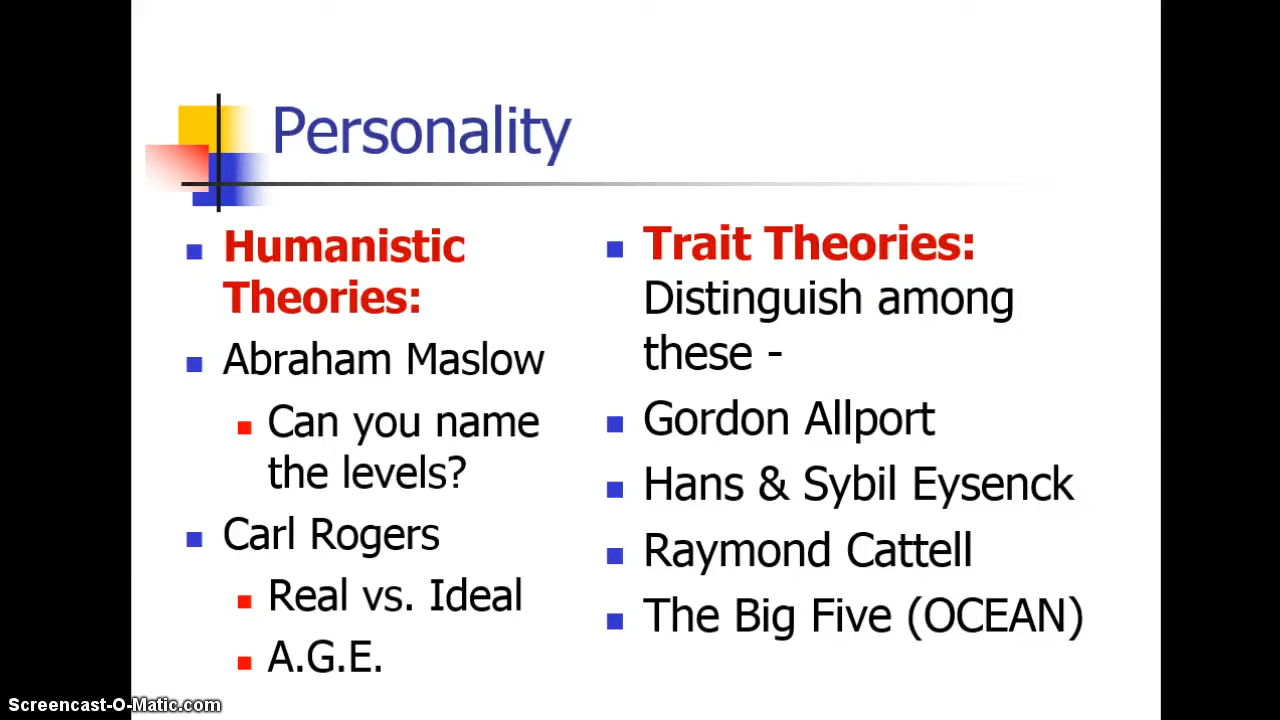 Personality
Humanistic
Theories:
Abraham Maslow
Can you name
the levels?
Carl Rogers
Real vs. Ideal
A.G.E.
Trait Theories:
Distinguish among
these -
Gordon Allport
Hans & Sybil Eysenck
Raymond Cattell
The Big Five (OCEAN)
Screencast-O-Matic.com